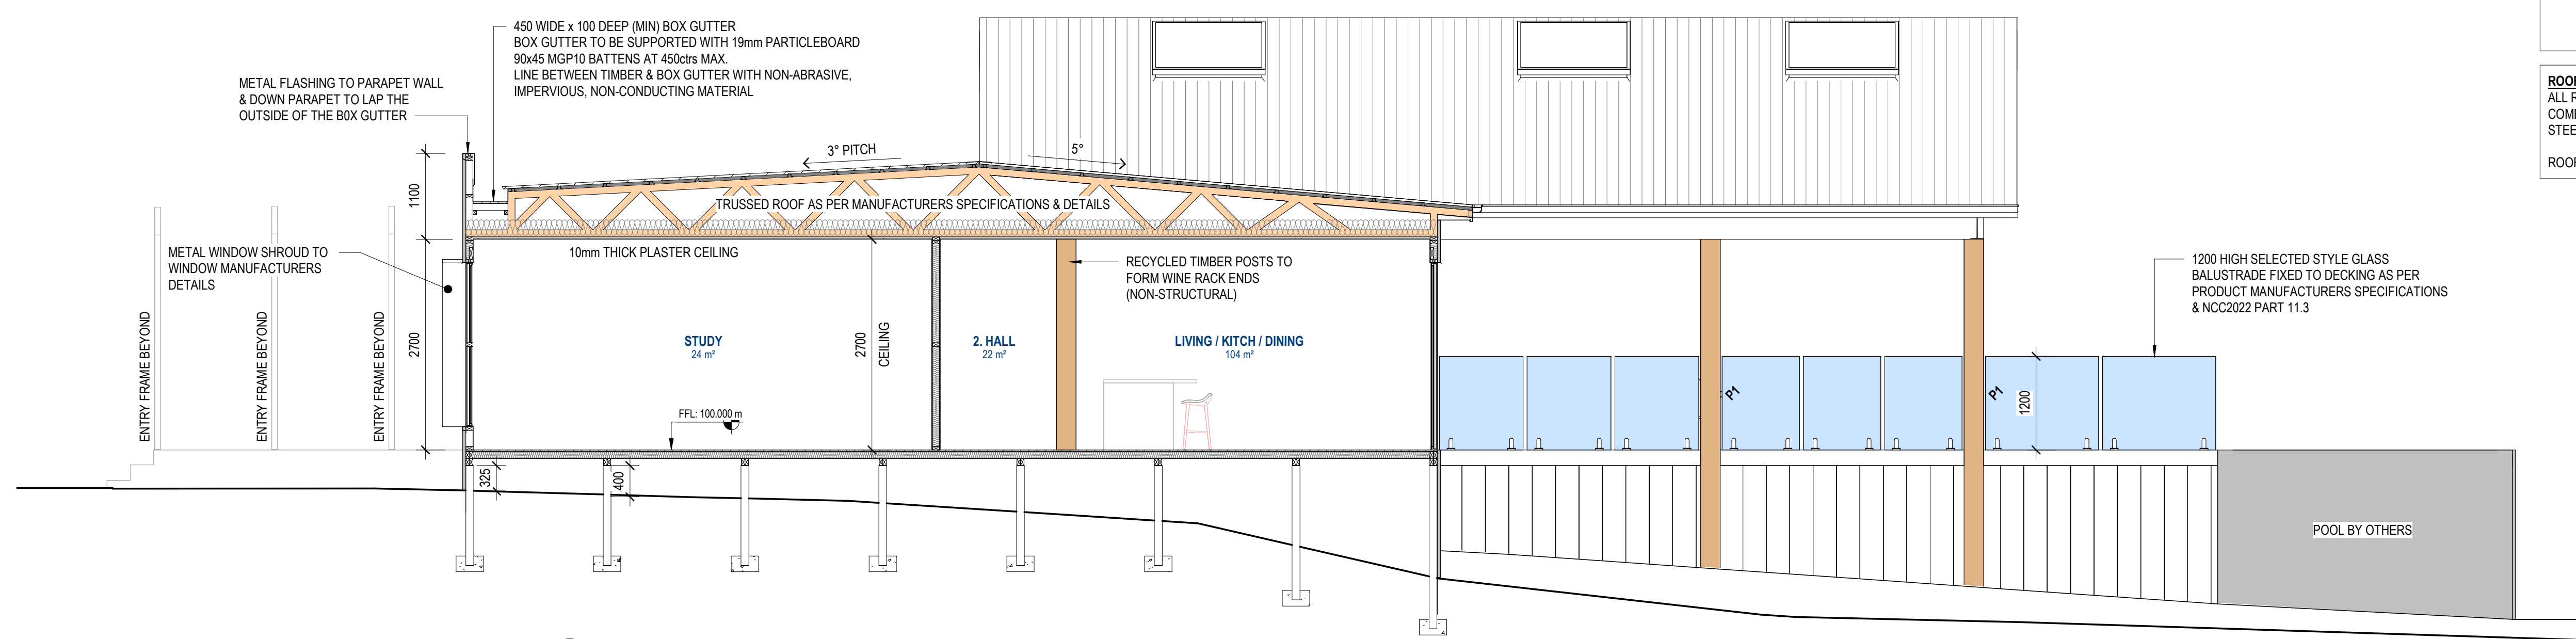 450 WIDE x 100 DEEP (MIN) BOX GUTTER
BOX GUTTER TO BE SUPPORTED WITH 19mm PARTICLEBOARD
90x45 MGP10 BATTENS AT 450ctrs MAX.
LINE BETWEEN TIMBER & BOX GUTTER WITH NON-ABRASIVE,
IMPERVIOUS, NON-CONDUCTING MATERIAL
METAL FLASHING TO PARAPET WALL
& DOWN PARAPET TO LAP THE
OUTSIDE OF THE B0X GUTTER
ALL R
STEE
3° PITCH
5°
1100
TRUSSED ROOF AS PER MANUFACTURERS SPECIFICATIONS & DETAILS
10mm THICK PLASTER CEILING
METAL WINDOW SHROUD TO
WINDOW MANUFACTURERS
DETAILS
RECYCLED TIMBER POSTS TO
FORM WINE RACK ENDS
(NON-STRUCTURAL)
1200 HIGH SELECTED STYLE GLASS
BALUSTRADE FIXED TO DECKING AS PER
PRODUCT MANUFACTURERS SPECIFICATIONS
& NCC2022 PART 11.3
ENTRY FRAME BEYOND
ENTRY FRAME BEYOND
ENTRY FRAME BEYOND
2700
STUDY
24 m²
2700
CEILING
2. HALL
22 m²
LIVING / KITCH / DINING
104 m²
FFL: 100.000 m
P1
P1
1200
325
400
POOL BY OTHERS